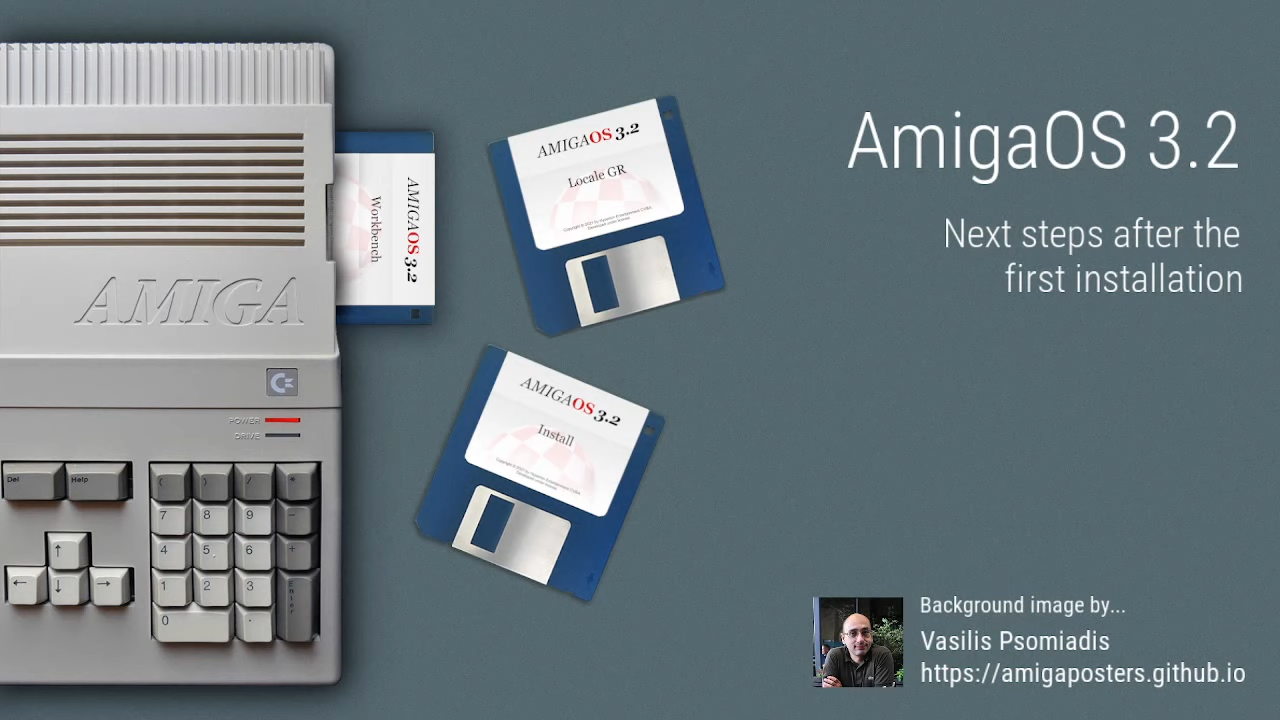 AmigaOS 3.2
Next steps after the
first installation
AMIGAOS 3.2
Workbench
AMIGAOS 3.2
Locale GR
AMIGAOS 3.2
Install
AMIGA
POWER
DRIVE
Del
Help
( ) / *
7 8 9 -
4 5 6 +
1 2 3 Enter
0 .
↑
← ↓ →
Background image by...
Vasilis Psomiadis
https://amigaposters.github.io